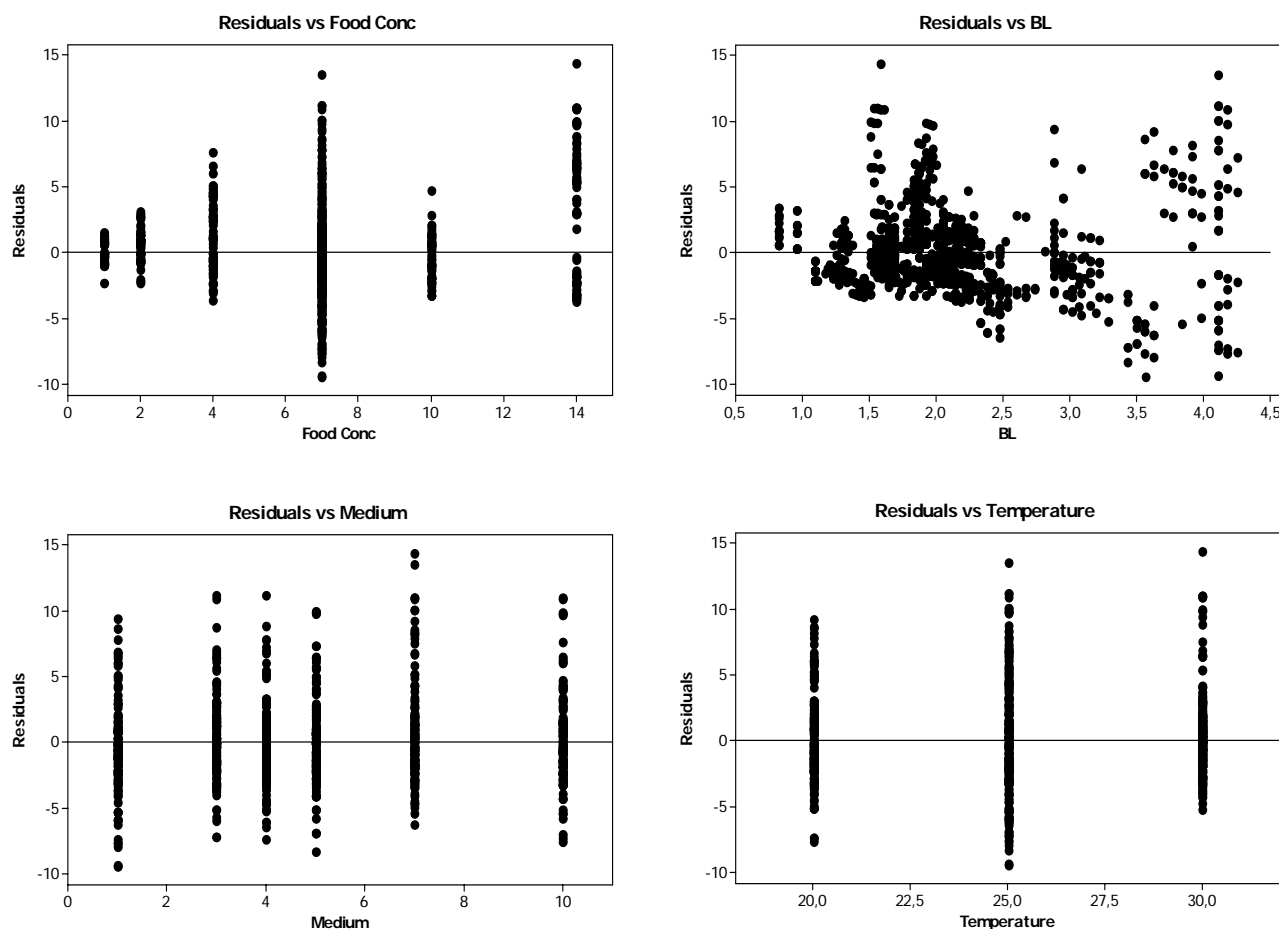 Residuals vs Food Conc
15
10
5
0
-5
-10
Residuals
0 2 4 6 8 10 12 14
Food Conc
Residuals vs BL
15
10
5
0
-5
-10
Residuals
0,5 1,0 1,5 2,0 2,5 3,0 3,5 4,0 4,5
BL
Residuals vs Medium
15
10
5
0
-5
-10
Residuals
0 2 4 6 8 10
Medium
Residuals vs Temperature
15
10
5
0
-5
-10
Residuals
20,0 22,5 25,0 27,5 30,0
Temperature